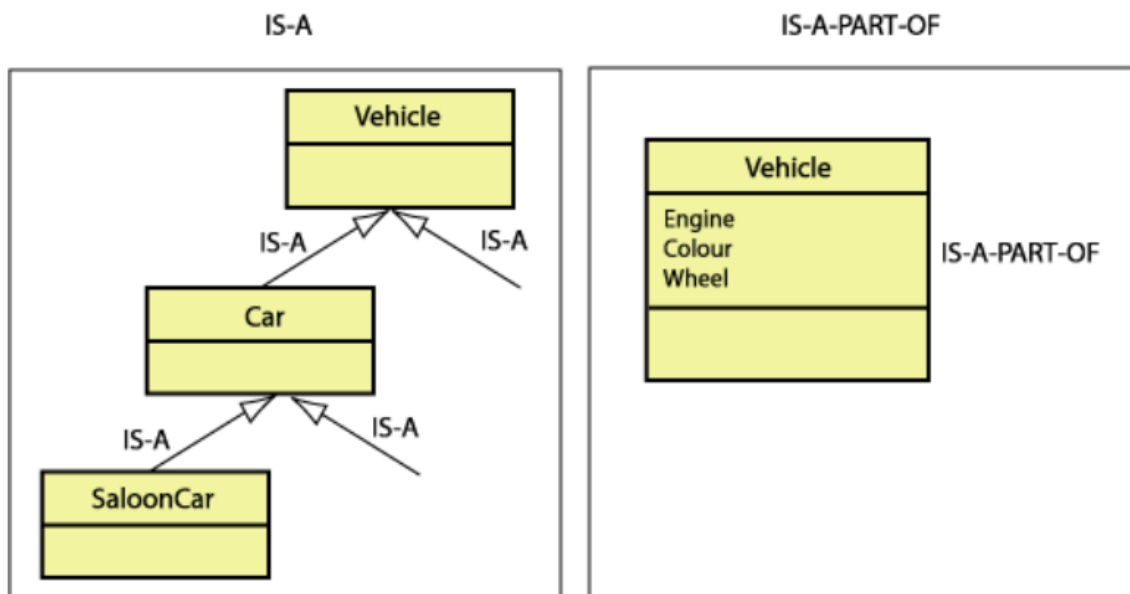 IS-A
IS-A-PART-OF
Vehicle
IS-A
IS-A
Car
IS-A
IS-A
SaloonCar
Vehicle
Engine
Colour
Wheel
IS-A-PART-OF